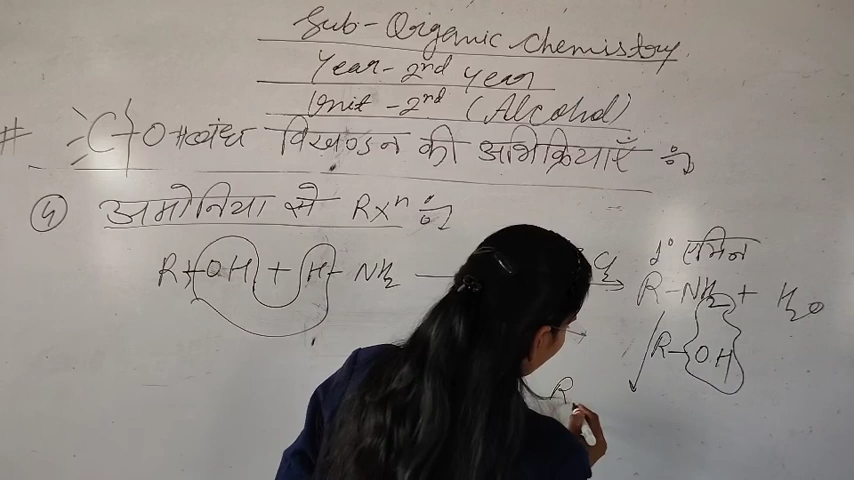 Sub-Organic Chemistry
Year-2nd Year
Unit-2nd (Alcohol)
# C-O बंध विखण्डन की अभिक्रियाएँ :-
④ अमोनिया से Rxn :-
1° एमिन
R-OH + H-NH2 → R-NH2 + H2O
R-OH
R